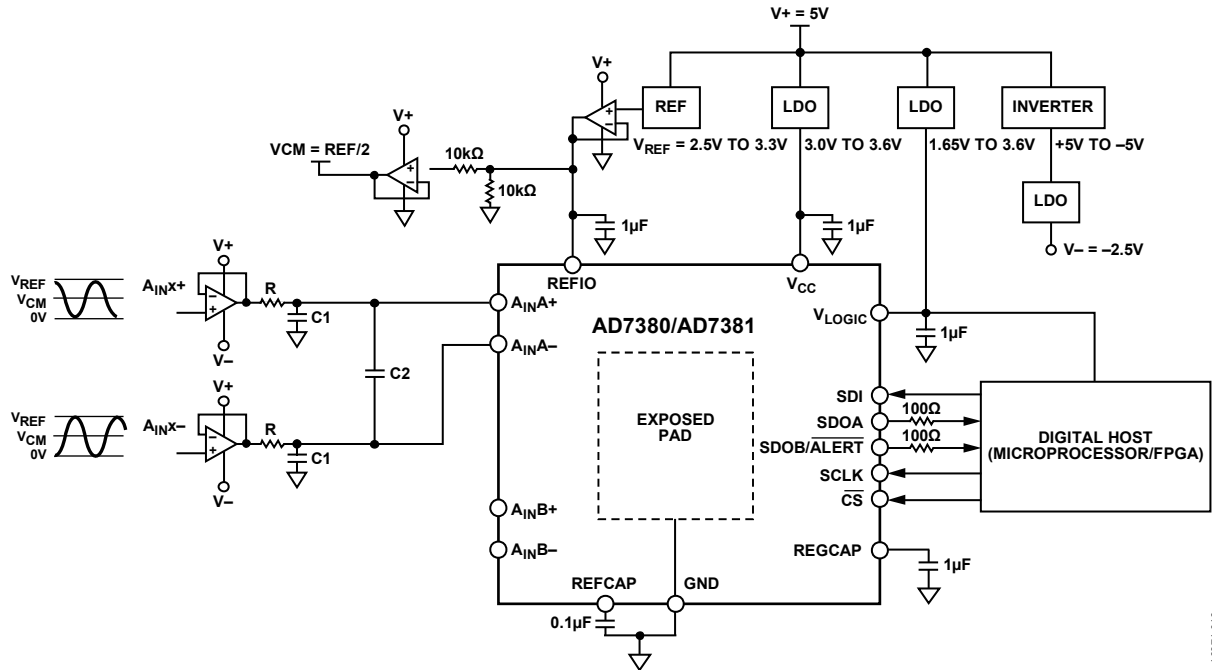 V+ = 5V
V+
REF
LDO
LDO
INVERTER
V+
VCM = REF/2
10kΩ
10kΩ
VREF = 2.5V TO 3.3V
3.0V TO 3.6V
1.65V TO 3.6V
+5V TO –5V
LDO
1µF
1µF
V– = –2.5V
V+
VREF
VCM
0V
AINx+
R
C1
V–
REFIO
VCC
AINA+
AD7380/AD7381
VLOGIC
1µF
AINA–
C2
V+
VREF
VCM
0V
AINx–
R
C1
V–
EXPOSED
PAD
SDI
SDOA
100Ω
SDOB/ALERT
100Ω
SCLK
CS
DIGITAL HOST
(MICROPROCESSOR/FPGA)
AINB+
AINB–
REGCAP
1µF
REFCAP
GND
0.1µF